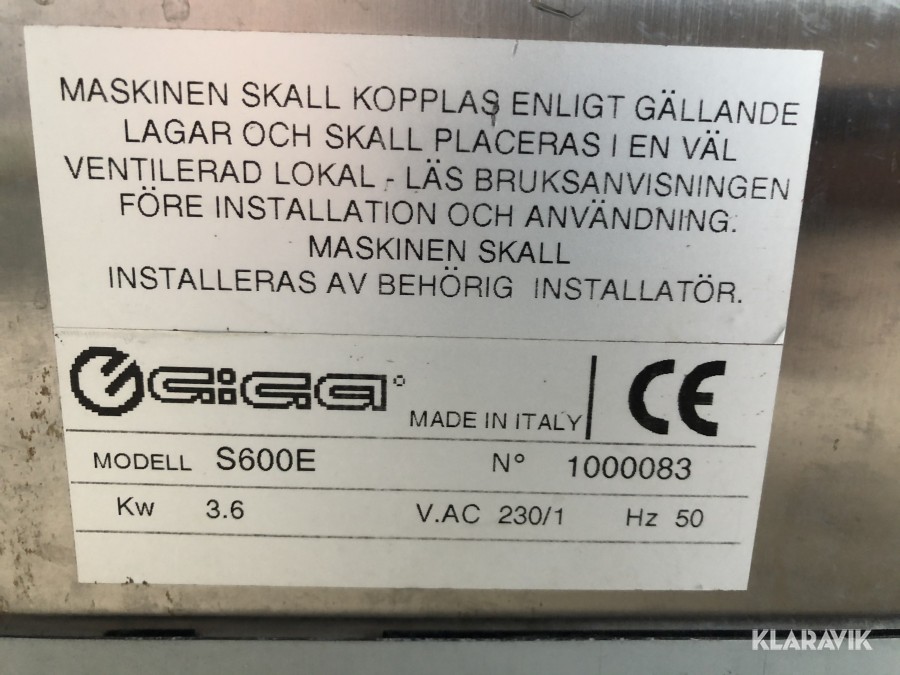 MASKINEN SKALL KOPPLAS ENLIGT GÄLLANDE
LAGAR OCH SKALL PLACERAS I EN VÄL
VENTILERAD LOKAL - LÄS BRUKSANVISNINGEN
FÖRE INSTALLATION OCH ANVÄNDNING.
MASKINEN SKALL
INSTALLERAS AV BEHÖRIG INSTALLATÖR.
GiGA° MADE IN ITALY CE
MODELL S600E N° 1000083
Kw 3.6 V.AC 230/1 Hz 50
KLARAVIK